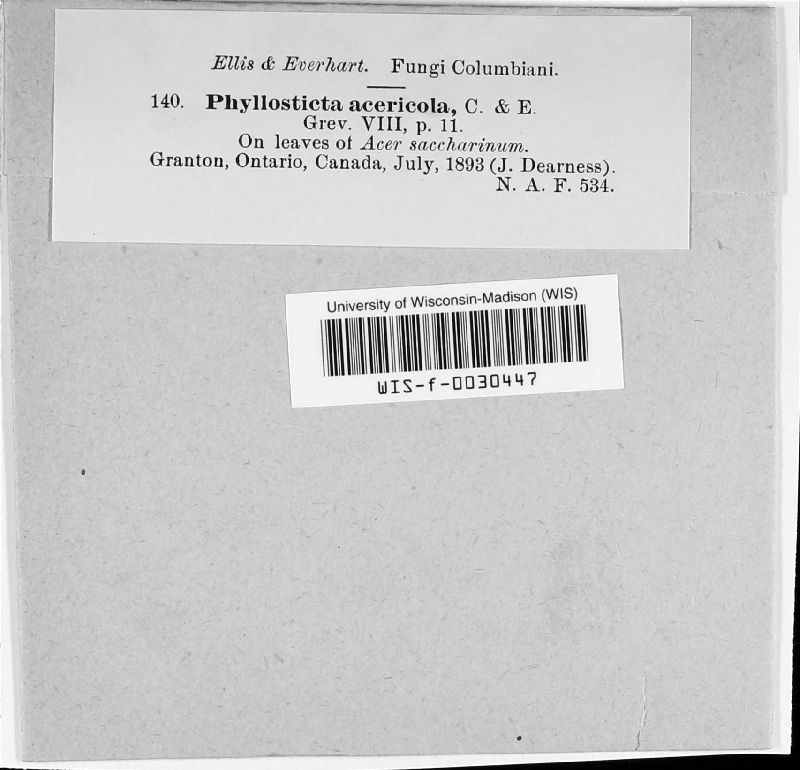 Ellis & Everhart. Fungi Columbiani.
140. Phyllosticta acericola, C. & E.
Grev. VIII, p. 11.
On leaves of Acer saccharinum.
Granton, Ontario, Canada, July, 1893 (J. Dearness).
N. A. F. 534.
University of Wisconsin-Madison (WIS)
WIS-f-0030447